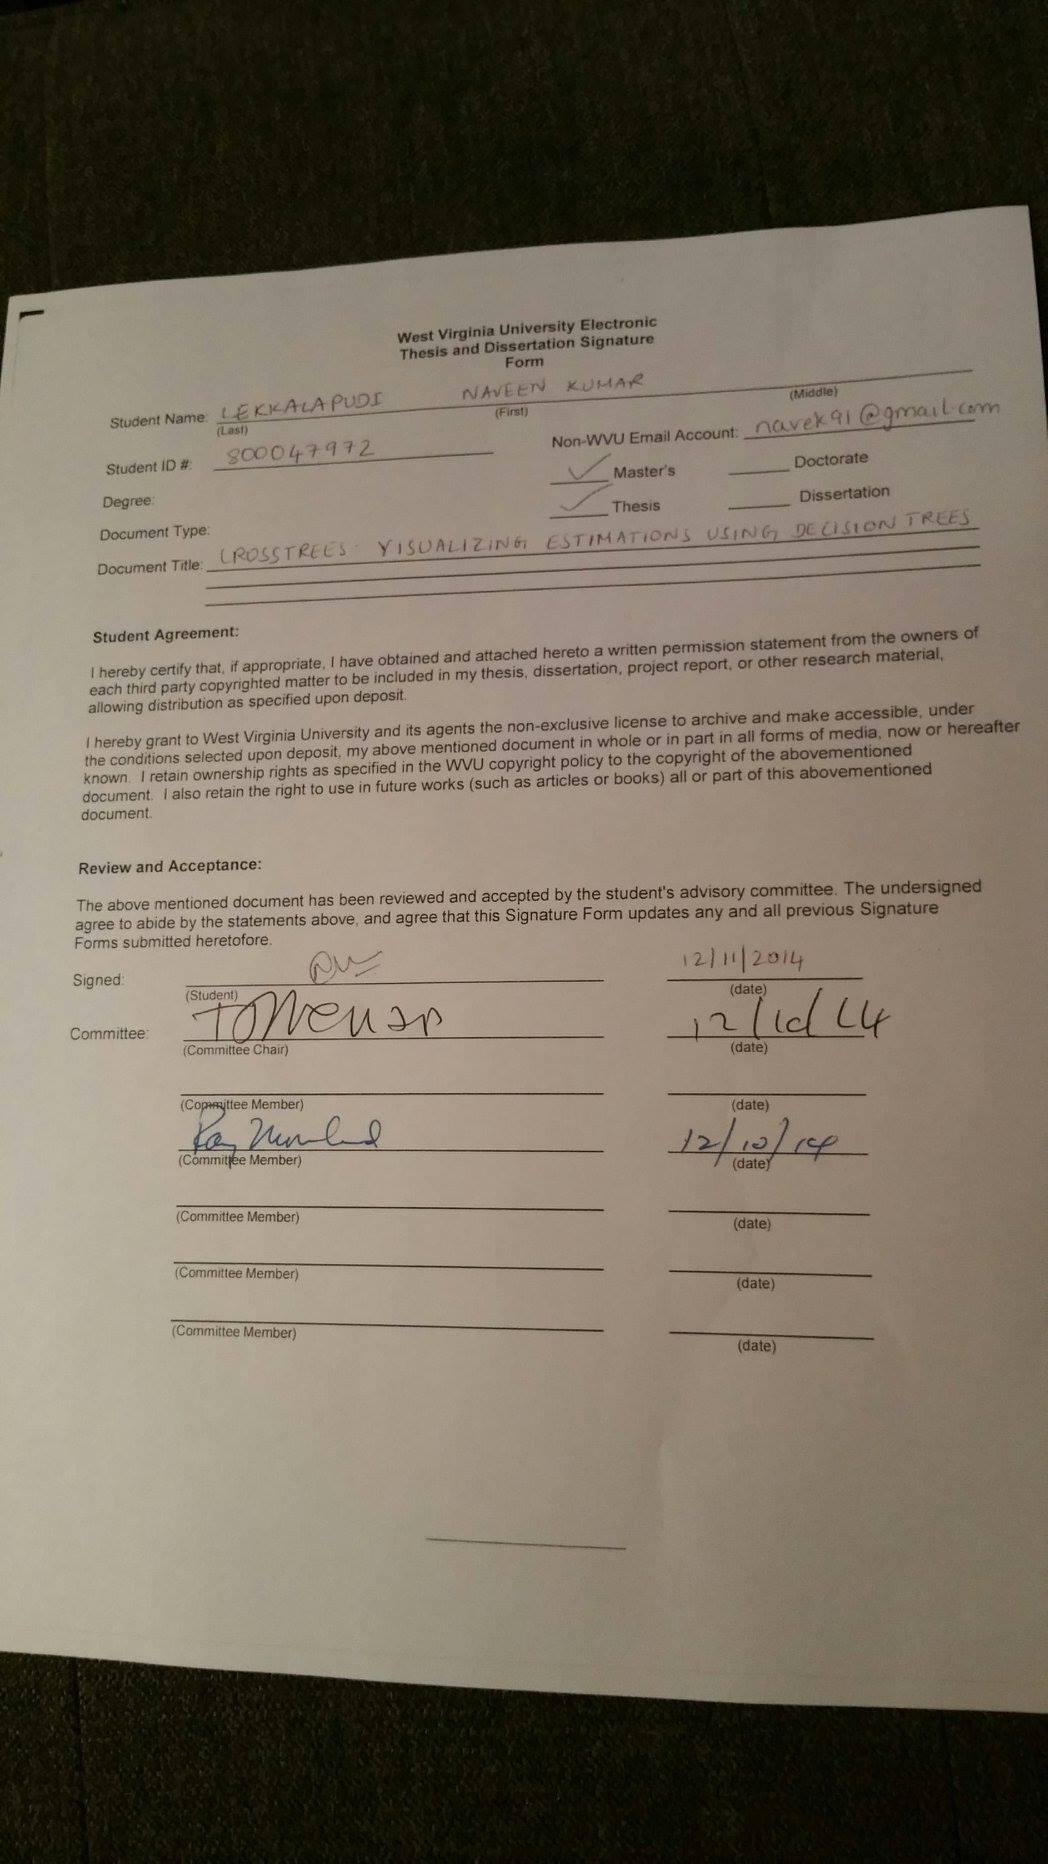 West Virginia University Electronic
Thesis and Dissertation Signature
Form
Student Name: LEKKALAPUDI NAVEEN KUMAR
(Last) (First) (Middle)
Student ID #: 800047972 Non-WVU Email Account: navek91@gmail.com
Degree: Master's Doctorate
Document Type: Thesis Dissertation
Document Title: CROSSTREES: VISUALIZING ESTIMATIONS USING DECISION TREES
Student Agreement:
I hereby certify that, if appropriate, I have obtained and attached hereto a written permission statement from the owners of
each third party copyrighted matter to be included in my thesis, dissertation, project report, or other research material,
allowing distribution as specified upon deposit.
I hereby grant to West Virginia University and its agents the non-exclusive license to archive and make accessible, under
the conditions selected upon deposit, my above mentioned document in whole or in part in all forms of media, now or hereafter
known. I retain ownership rights as specified in the WVU copyright policy to the copyright of the abovementioned
document. I also retain the right to use in future works (such as articles or books) all or part of this abovementioned
document.
Review and Acceptance:
The above mentioned document has been reviewed and accepted by the student's advisory committee. The undersigned
agree to abide by the statements above, and agree that this Signature Form updates any and all previous Signature
Forms submitted heretofore.
Signed: 12/11/2014
(Student) (date)
Committee: 12/10/14
(Committee Chair) (date)
(Committee Member) (date)
12/10/14
(Committee Member) (date)
(Committee Member) (date)
(Committee Member) (date)
(Committee Member) (date)